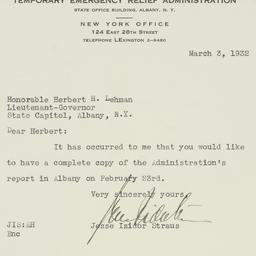 TEMPORARY EMERGENCY RELIEF ADMINISTRATION
STATE OFFICE BUILDING, ALBANY, N. Y.
NEW YORK OFFICE
124 EAST 28TH STREET
TELEPHONE LEXINGTON 2-8480
March 3, 1932
Honorable Herbert H. Lehman
Lieutenant-Governor
State Capitol, Albany, N.Y.
Dear Herbert:
It has occurred to me that you would like
to have a complete copy of the Administration's
report in Albany on February 23rd.
Very sincerely yours,
Jesse Isidor Straus
JIS:EH
Enc